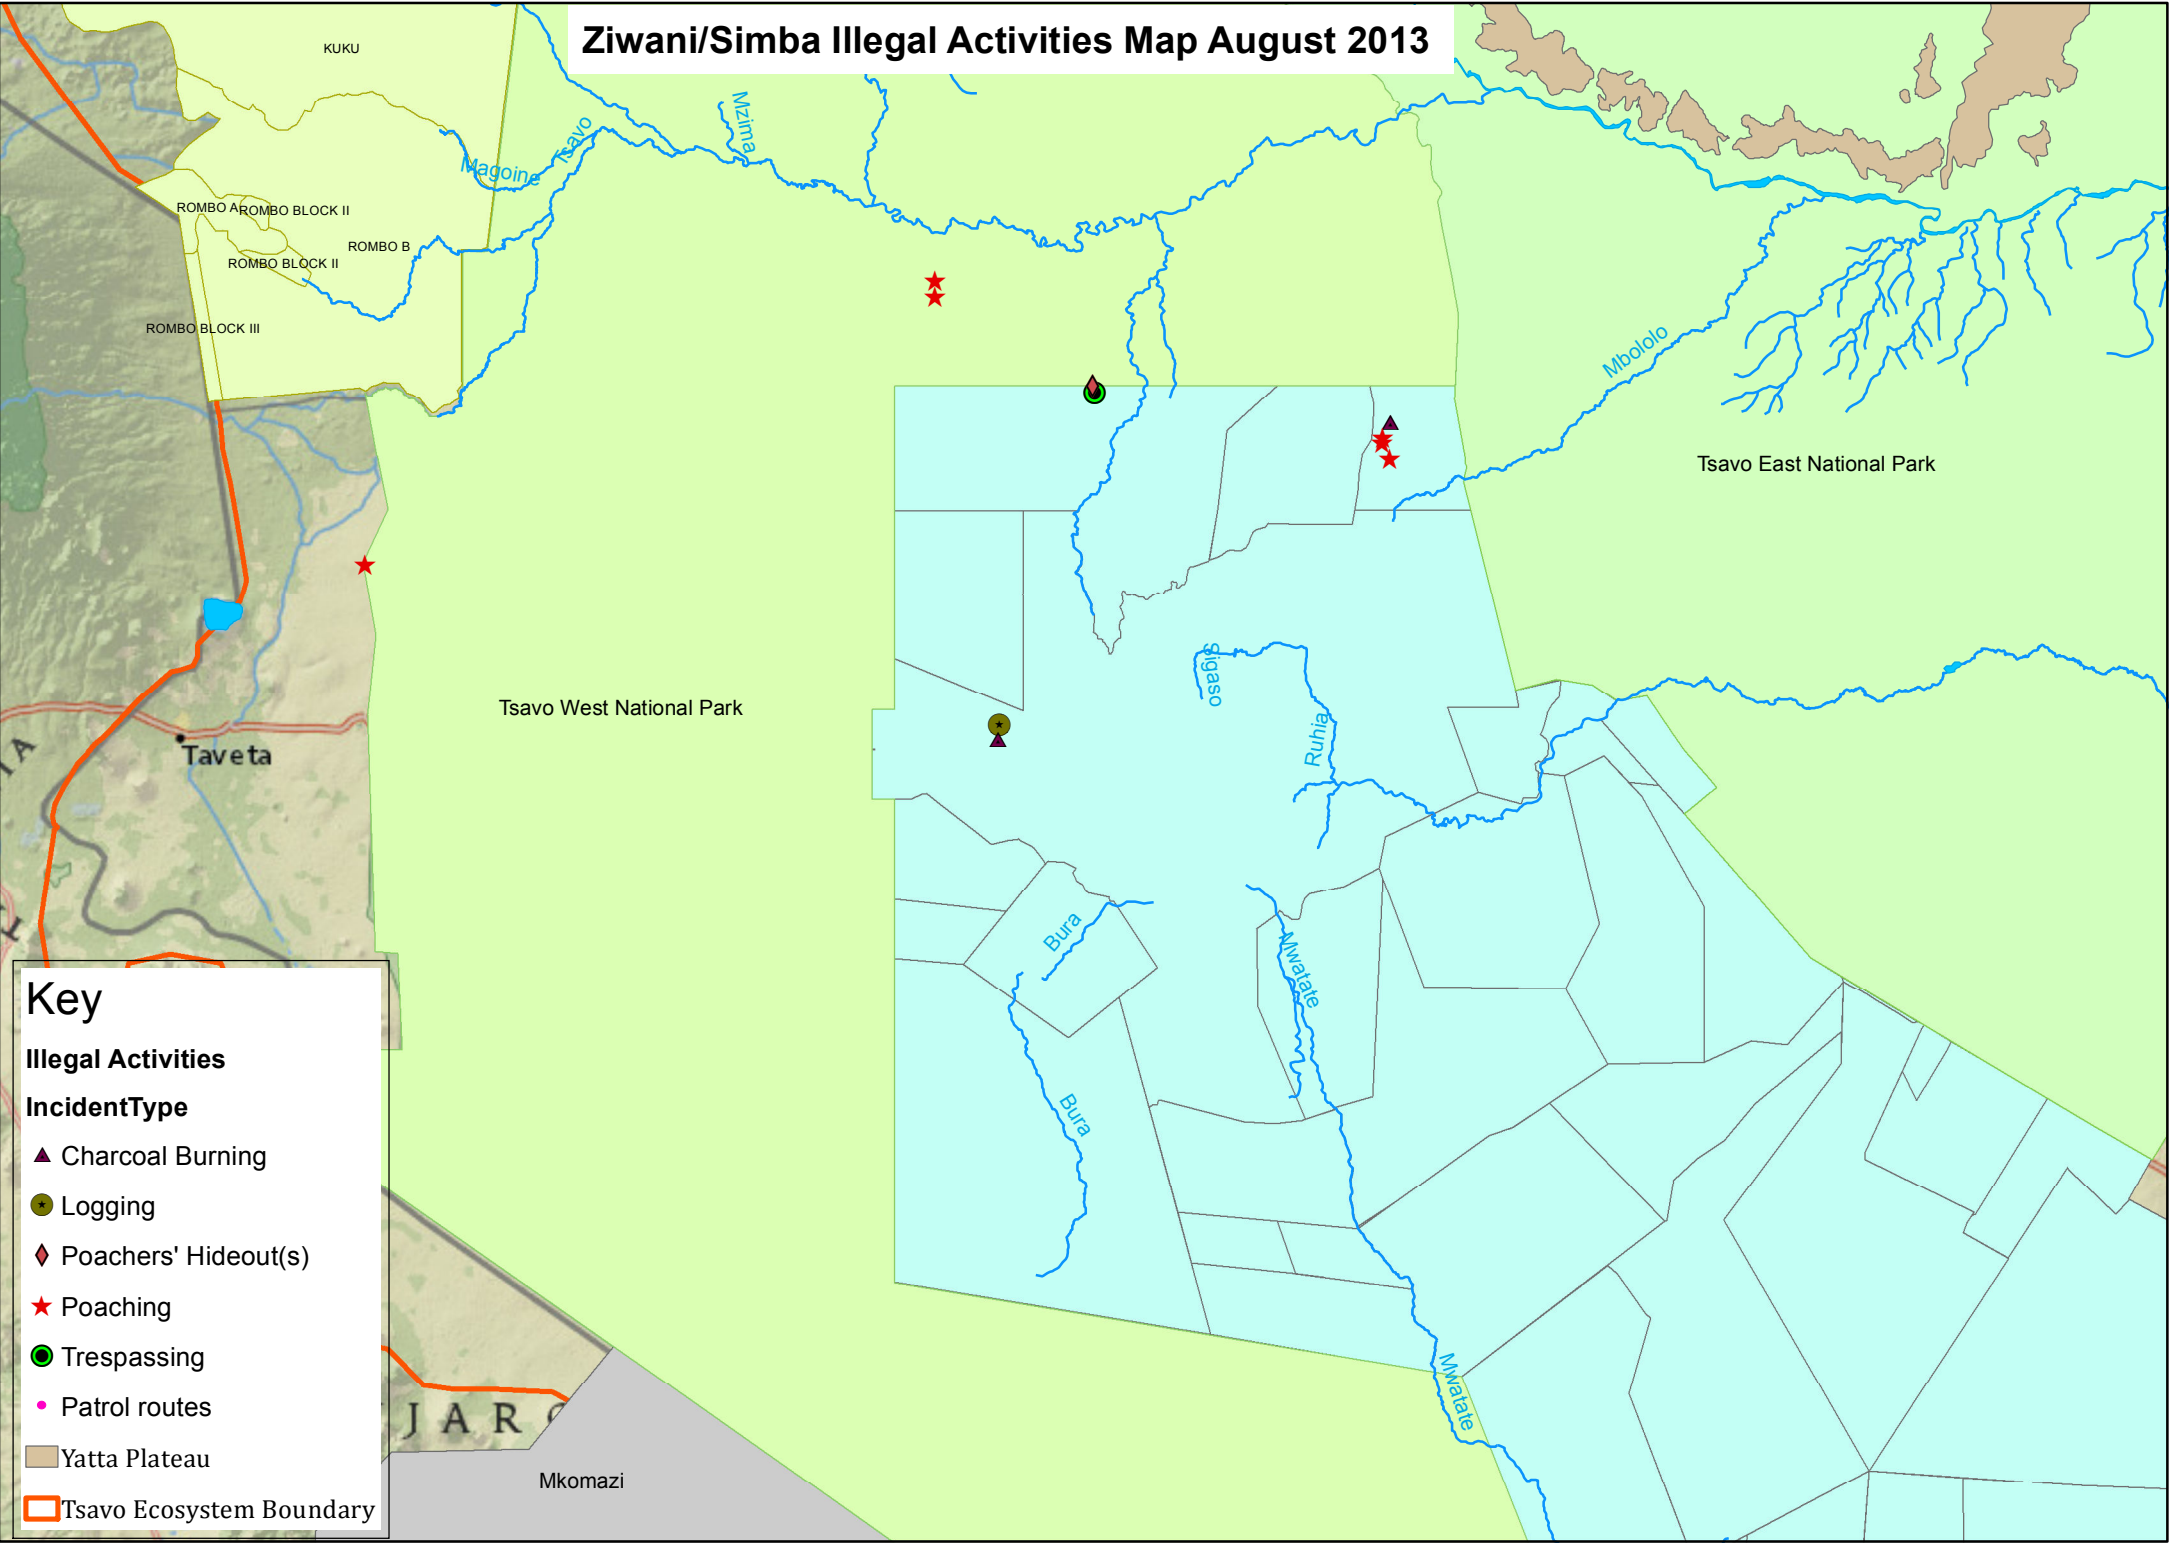 Ziwani/Simba Illegal Activities Map August 2013
KUKU
Mzima
Tsavo
Magoine
ROMBO A
ROMBO BLOCK II
ROMBO B
ROMBO BLOCK II
ROMBO BLOCK III
Mbololo
Tsavo East National Park
Sigaso
Tsavo West National Park
Ruhia
Taveta
IA
Bura
Mwatate
Bura
Mwatate
JAR
Mkomazi
Key
Illegal Activities
IncidentType
Charcoal Burning
Logging
Poachers' Hideout(s)
Poaching
Trespassing
Patrol routes
Yatta Plateau
Tsavo Ecosystem Boundary